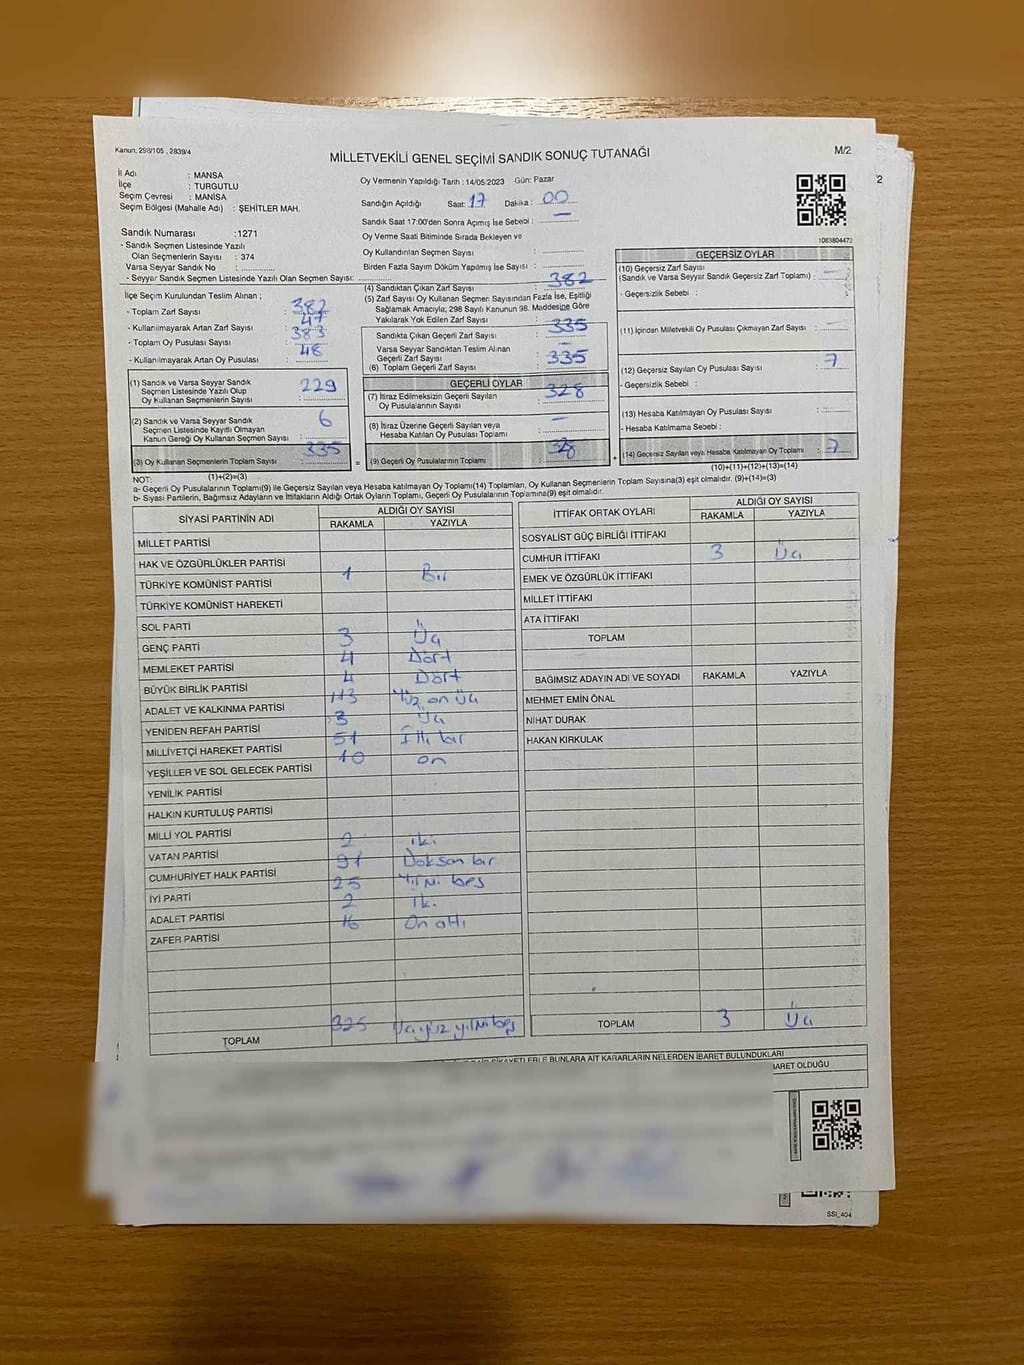 Kanun, 298/105 , 2839/4
MİLLETVEKİLİ GENEL SEÇİMİ SANDIK SONUÇ TUTANAĞI
M/2
İl Adı : MANİSA
İlçe : TURGUTLU
Seçim Çevresi : MANİSA
Seçim Bölgesi (Mahalle Adı) : ŞEHİTLER MAH.
Oy Vermenin Yapıldığı Tarih : 14/05/2023 Gün: Pazar
Sandığın Açıldığı Saat: 17 Dakika : 00
Sandık Saat 17:00'den Sonra Açmış İse Sebebi : —
Oy Verme Saati Bitiminde Sırada Bekleyen ve
Oy Kullandırılan Seçmen Sayısı :
Birden Fazla Sayım Döküm Yapılmış İse Sayısı :
Sandık Numarası :1271
- Sandık Seçmen Listesinde Yazılı
Olan Seçmenlerin Sayısı : 374
Varsa Seyyar Sandık No :
- Seyyar Sandık Seçmen Listesinde Yazılı Olan Seçmen Sayısı:
1083804473
İlçe Seçim Kurulundan Teslim Alınan ;
- Toplam Zarf Sayısı : 382
- Kullanılmayarak Artan Zarf Sayısı : 47
- Toplam Oy Pusulası Sayısı : 383
- Kullanılmayarak Artan Oy Pusulası : 48
(1) Sandık ve Varsa Seyyar Sandık
Seçmen Listesinde Yazılı Olup
Oy Kullanan Seçmenlerin Sayısı : 229
(2) Sandık ve Varsa Seyyar Sandık
Seçmen Listesinde Kayıtlı Olmayan
Kanun Gereği Oy Kullanan Seçmen Sayısı : 6
(3) Oy Kullanan Seçmenlerin Toplam Sayısı : 335
(1)+(2)=(3)
(4) Sandıktan Çıkan Zarf Sayısı : 382
(5) Zarf Sayısı Oy Kullanan Seçmen Sayısından Fazla İse, Eşitliği
Sağlamak Amacıyla; 298 Sayılı Kanunun 98. Maddesine Göre
Yakılarak Yok Edilen Zarf Sayısı :
Sandıkta Çıkan Geçerli Zarf Sayısı : 335
Varsa Seyyar Sandıktan Teslim Alınan
Geçerli Zarf Sayısı : —
(6) Toplam Geçerli Zarf Sayısı : 335
GEÇERLİ OYLAR
(7) İtiraz Edilmeksizin Geçerli Sayılan
Oy Pusulalarının Sayısı : 328
(8) İtiraz Üzerine Geçerli Sayılan veya
Hesaba Katılan Oy Pusulası Toplamı : —
= (9) Geçerli Oy Pusulalarının Toplamı : 328
GEÇERSİZ OYLAR
(10) Geçersiz Zarf Sayısı
(Sandık ve Varsa Seyyar Sandık Geçersiz Zarf Toplamı) : —
- Geçersizlik Sebebi :
(11) İçinden Milletvekili Oy Pusulası Çıkmayan Zarf Sayısı : —
(12) Geçersiz Sayılan Oy Pusulası Sayısı : 7
- Geçersizlik Sebebi :
(13) Hesaba Katılmayan Oy Pusulası Sayısı :
- Hesaba Katılmama Sebebi :
+ (14) Geçersiz Sayılan veya Hesaba Katılmayan Oy Toplamı : 7
(10)+(11)+(12)+(13)=(14)
NOT:
a- Geçerli Oy Pusulalarının Toplamı(9) ile Geçersiz Sayılan veya Hesaba katılmayan Oy Toplamı(14) Toplamları, Oy Kullanan Seçmenlerin Toplam Sayısına(3) eşit olmalıdır. (9)+(14)=(3)
b- Siyasi Partilerin, Bağımsız Adayların ve İttifakların Aldığı Ortak Oyların Toplamı, Geçerli Oy Pusulalarının Toplamına(9) eşit olmalıdır.
SİYASİ PARTİNİN ADI ALDIĞI OY SAYISI
RAKAMLA YAZIYLA
MİLLET PARTİSİ
HAK VE ÖZGÜRLÜKLER PARTİSİ
TÜRKİYE KOMÜNİST PARTİSİ 1 Bir
TÜRKİYE KOMÜNİST HAREKETİ
SOL PARTİ
GENÇ PARTİ 3 Üç
MEMLEKET PARTİSİ 4 Dört
BÜYÜK BİRLİK PARTİSİ 4 Dört
ADALET VE KALKINMA PARTİSİ 113 Yüz on üç
YENİDEN REFAH PARTİSİ 3 Üç
MİLLİYETÇİ HAREKET PARTİSİ 51 Elli bir
YEŞİLLER VE SOL GELECEK PARTİSİ 10 on
YENİLİK PARTİSİ
HALKIN KURTULUŞ PARTİSİ
MİLLİ YOL PARTİSİ
VATAN PARTİSİ 2 iki
CUMHURİYET HALK PARTİSİ 91 Doksan bir
İYİ PARTİ 25 Yirmi beş
ADALET PARTİSİ 2 İki
ZAFER PARTİSİ 16 On altı
TOPLAM 325 Üçyüz yirmi beş
İTTİFAK ORTAK OYLARI ALDIĞI OY SAYISI
RAKAMLA YAZIYLA
SOSYALİST GÜÇ BİRLİĞİ İTTİFAKI
CUMHUR İTTİFAKI 3 Üç
EMEK VE ÖZGÜRLÜK İTTİFAKI
MİLLET İTTİFAKI
ATA İTTİFAKI
TOPLAM
BAĞIMSIZ ADAYIN ADI VE SOYADI RAKAMLA YAZIYLA
MEHMET EMİN ÖNAL
NİHAT DURAK
HAKAN KIRKULAK
TOPLAM 3 Üç
ŞİKAYETLERLE BUNLARA AİT KARARLARIN NELERDEN İBARET BULUNDUKLARI
İBARET OLDUĞU
SSI_404